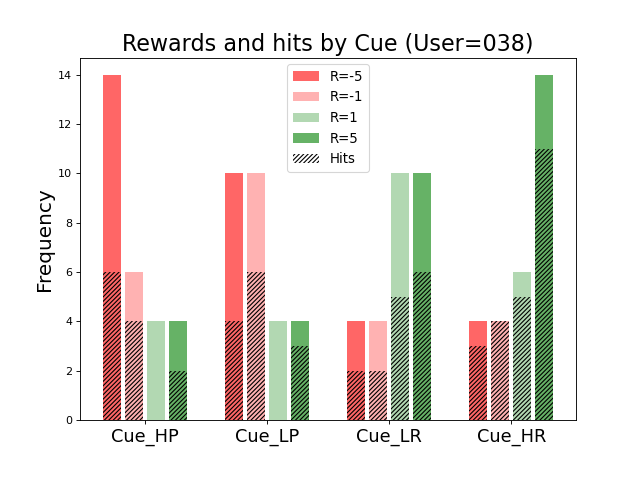 Rewards and hits by Cue (User=038)
R=-5
R=-1
R=1
R=5
Hits
Frequency
14
12
10
8
6
4
2
0
Cue_HP
Cue_LP
Cue_LR
Cue_HR